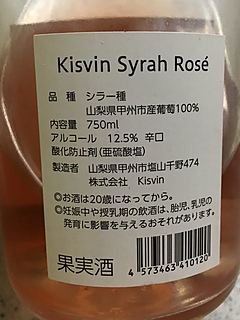 Kisvin Syrah Rosé
品 種 シラー種
山梨県甲州市産葡萄100%
内容量 750ml
アルコール 12.5% 辛口
酸化防止剤(亜硫酸塩)
製造者 山梨県甲州市塩山千野474
株式会社 Kisvin
◎お酒は20歳になってから。
◎妊娠中や授乳期の飲酒は、胎児、乳児の
発育に影響を与えるおそれがあります。
果実酒
4 573463 410120